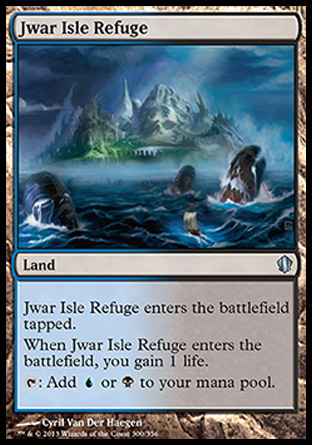 Jwar Isle Refuge
Land
Jwar Isle Refuge enters the battlefield
tapped.
When Jwar Isle Refuge enters the
battlefield, you gain 1 life.
: Add or to your mana pool.
Cyril Van Der Haegen
™ & © 2013 Wizards of the Coast 300/356